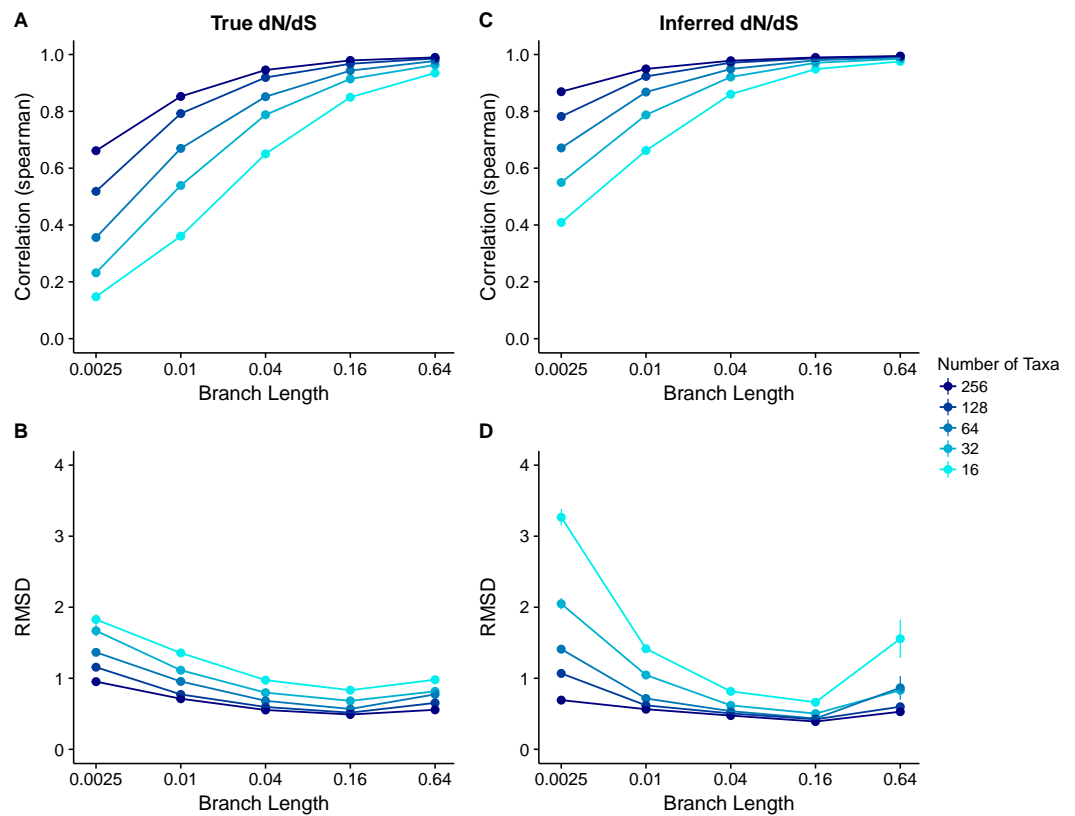 A
True dN/dS
Correlation (spearman)
1.0
0.8
0.6
0.4
0.2
0.0
0.0025 0.01 0.04 0.16 0.64
Branch Length
C
Inferred dN/dS
Correlation (spearman)
1.0
0.8
0.6
0.4
0.2
0.0
0.0025 0.01 0.04 0.16 0.64
Branch Length
Number of Taxa
256
128
64
32
16
B
RMSD
4
3
2
1
0
0.0025 0.01 0.04 0.16 0.64
Branch Length
D
RMSD
4
3
2
1
0
0.0025 0.01 0.04 0.16 0.64
Branch Length